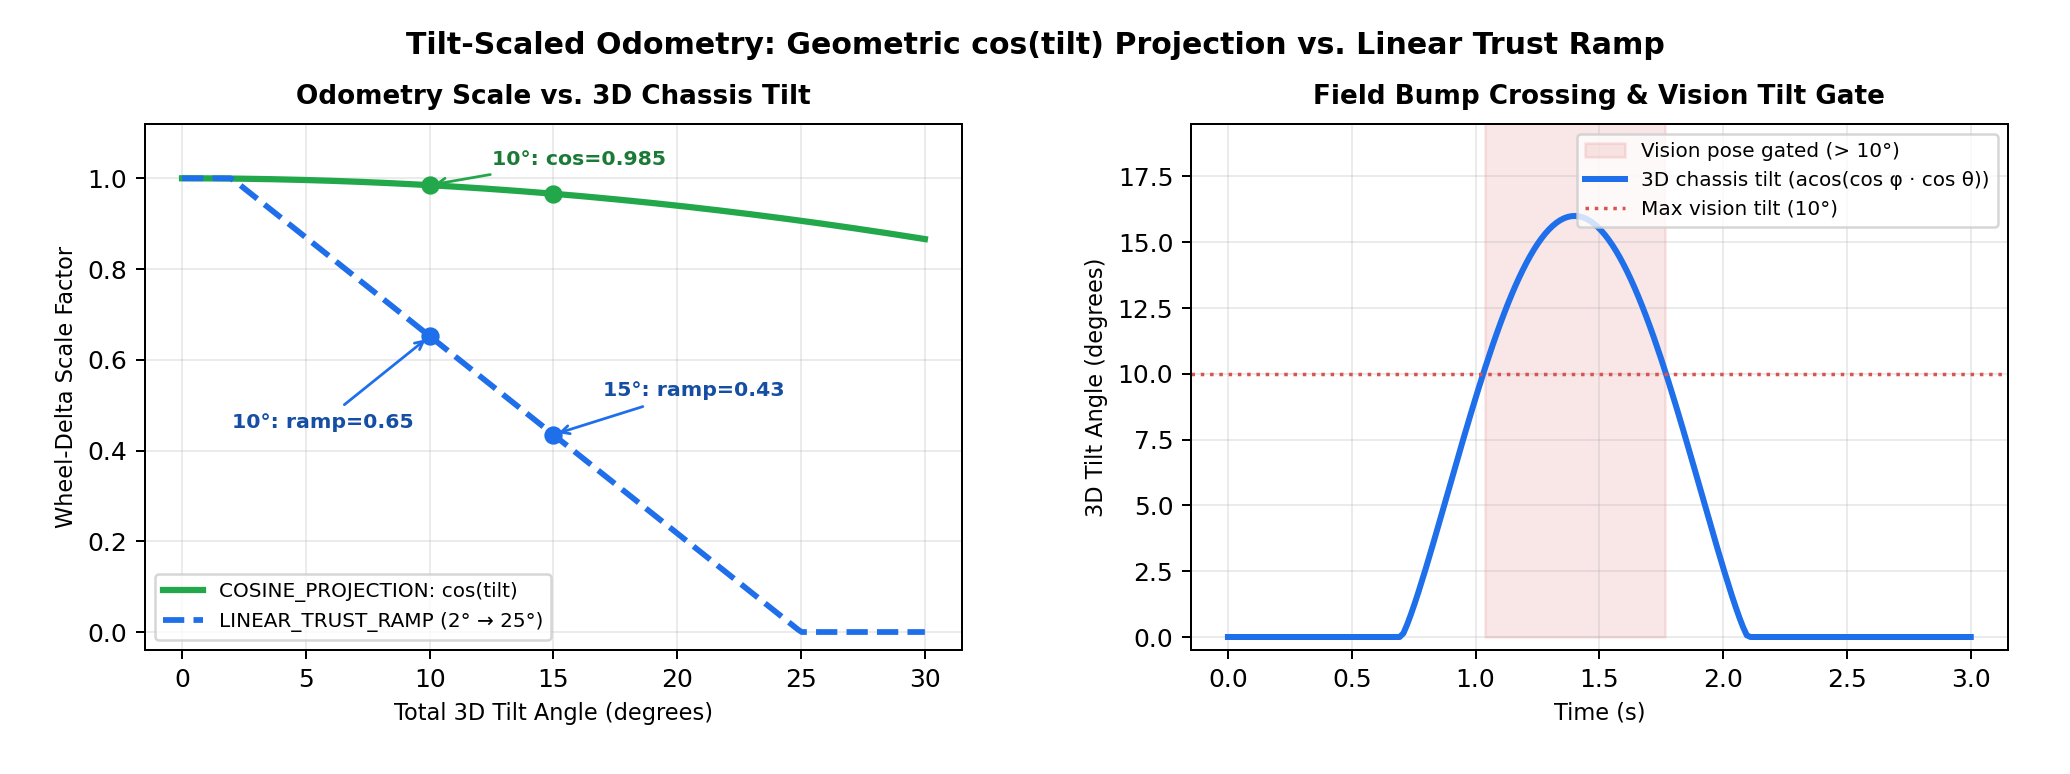 Tilt-Scaled Odometry: Geometric cos(tilt) Projection vs. Linear Trust Ramp
Odometry Scale vs. 3D Chassis Tilt
Wheel-Delta Scale Factor
1.0
0.8
0.6
0.4
0.2
0.0
10°: cos=0.985
10°: ramp=0.65
15°: ramp=0.43
COSINE_PROJECTION: cos(tilt)
LINEAR_TRUST_RAMP (2° → 25°)
0 5 10 15 20 25 30
Total 3D Tilt Angle (degrees)
Field Bump Crossing & Vision Tilt Gate
3D Tilt Angle (degrees)
17.5
15.0
12.5
10.0
7.5
5.0
2.5
0.0
Vision pose gated (> 10°)
3D chassis tilt (acos(cos φ · cos θ))
Max vision tilt (10°)
0.0 0.5 1.0 1.5 2.0 2.5 3.0
Time (s)